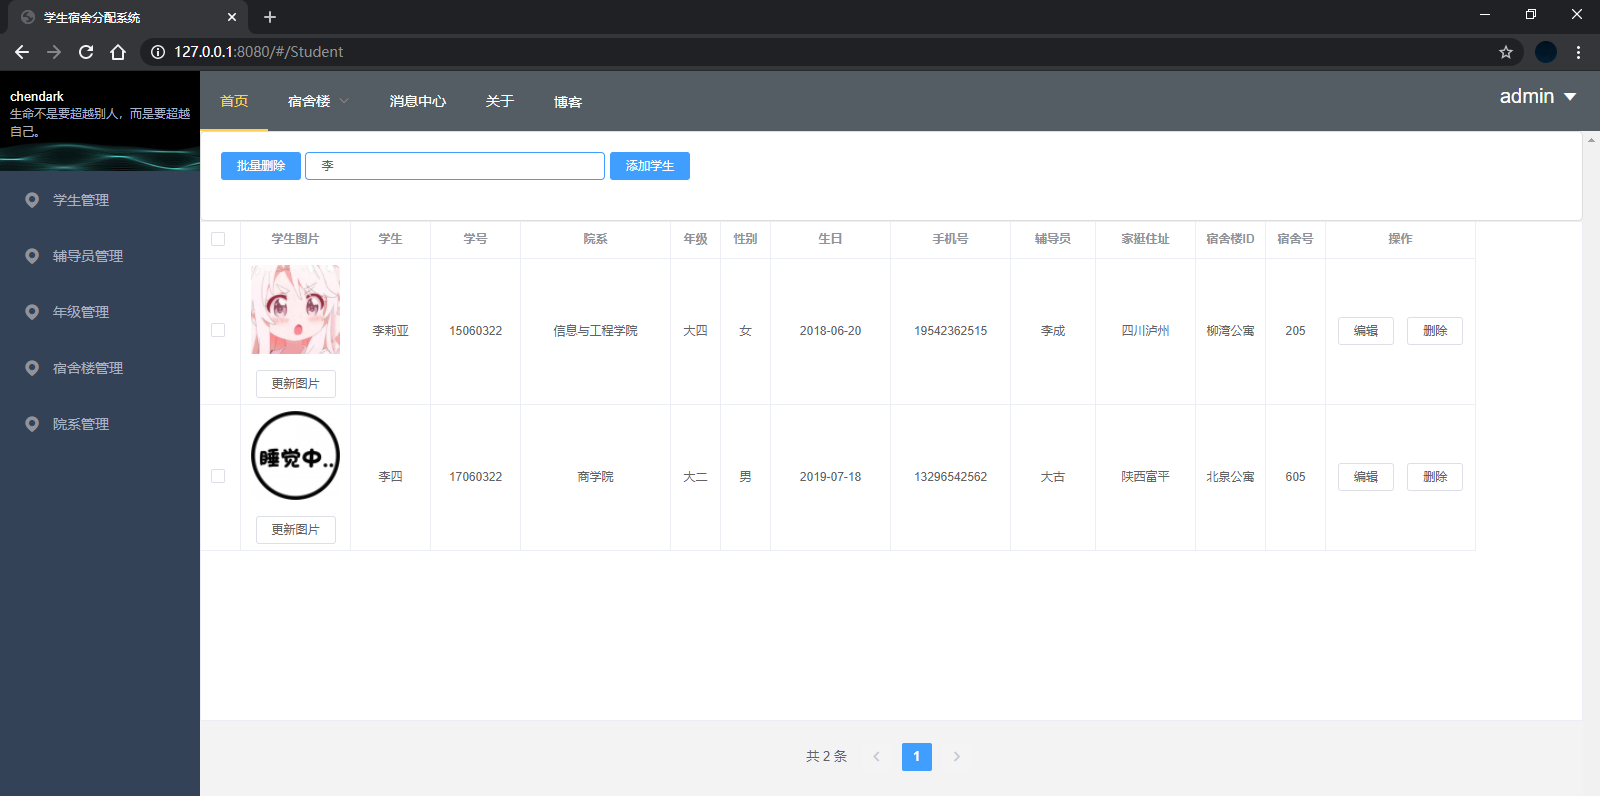 学生宿舍分配系统
127.0.0.1:8080/#/Student
chendark
生命不是要超越别人，而是要超越
自己。
首页 宿舍楼 消息中心 关于 博客
admin
学生管理
辅导员管理
年级管理
宿舍楼管理
院系管理
批量删除 李 添加学生
学生图片 学生 学号 院系 年级 性别 生日 手机号 辅导员 家挺住址 宿舍楼ID 宿舍号 操作
李莉亚 15060322 信息与工程学院 大四 女 2018-06-20 19542362515 李成 四川泸州 柳湾公寓 205 编辑 删除
更新图片
睡觉中..
李四 17060322 商学院 大二 男 2019-07-18 13296542562 大古 陕西富平 北泉公寓 605 编辑 删除
更新图片
共 2 条 1